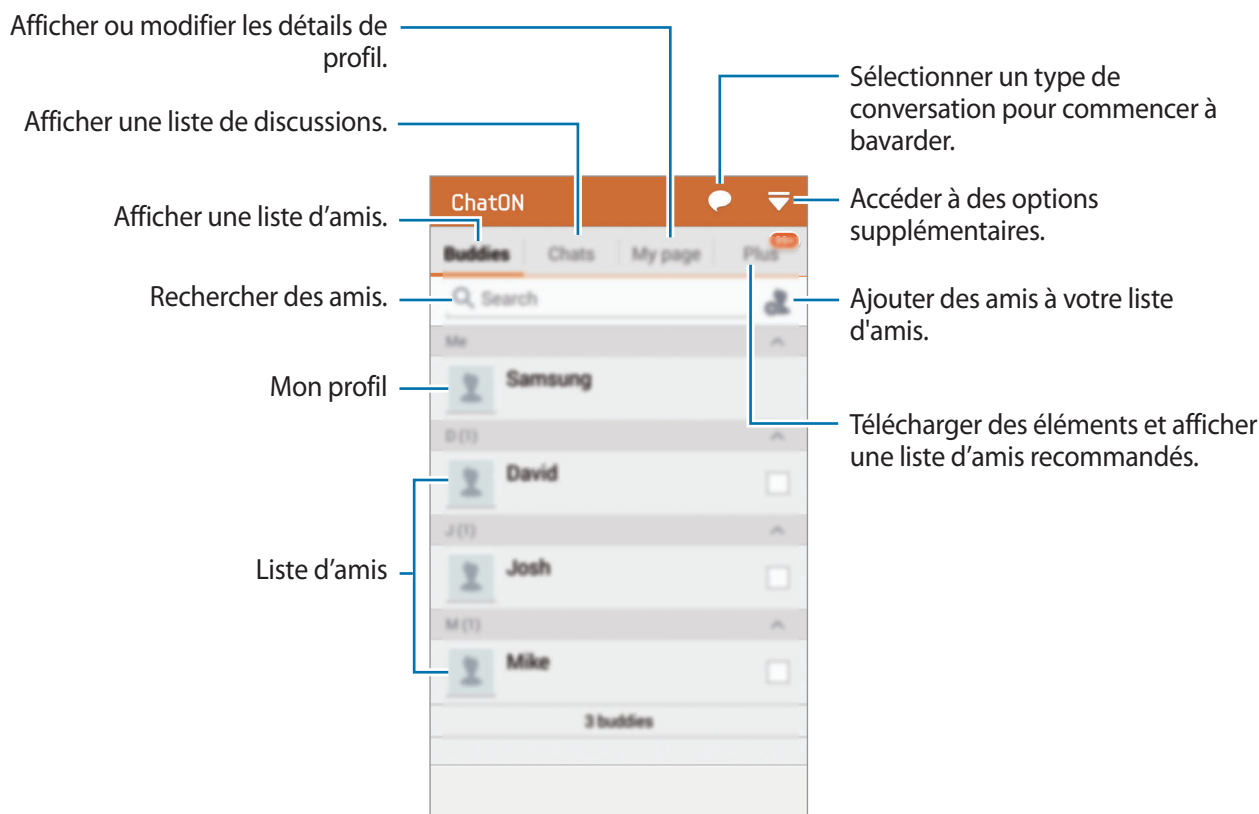 Afficher ou modifier les détails de
profil.
Afficher une liste de discussions.
Afficher une liste d’amis.
Rechercher des amis.
Mon profil
Liste d’amis
Sélectionner un type de
conversation pour commencer à
bavarder.
Accéder à des options
supplémentaires.
Ajouter des amis à votre liste
d'amis.
Télécharger des éléments et afficher
une liste d’amis recommandés.
ChatON
Buddies Chats My page Plus
Search
Me
Samsung
D (1)
David
J (1)
Josh
M (1)
Mike
3 buddies